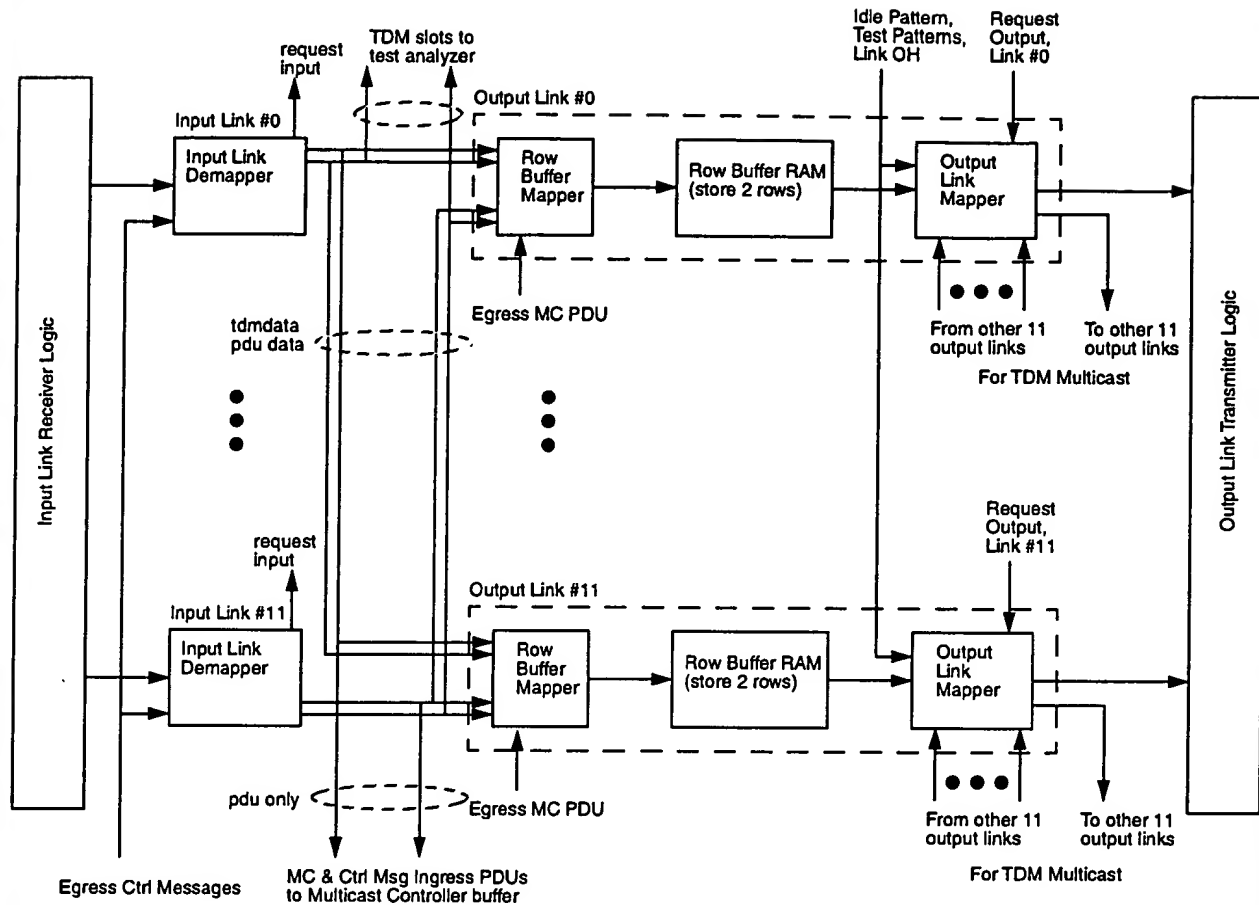 Idle Pattern,
Test Patterns,
Link OH
Request
Output,
Link #0
TDM slots to
test analyzer
request
input
Output Link #0
Input Link #0
Input Link
Demapper
Row
Buffer
Mapper
Row Buffer RAM
(store 2 rows)
Output
Link
Mapper
Egress MC PDU
tdmdata
pdu data
From other 11
output links
To other 11
output links
For TDM Multicast
Input Link Receiver Logic
Output Link Transmitter Logic
request
input
Request
Output,
Link #11
Output Link #11
Input Link #11
Input Link
Demapper
Row
Buffer
Mapper
Row Buffer RAM
(store 2 rows)
Output
Link
Mapper
pdu only
Egress MC PDU
From other 11
output links
To other 11
output links
For TDM Multicast
Egress Ctrl Messages
MC & Ctrl Msg Ingress PDUs
to Multicast Controller buffer